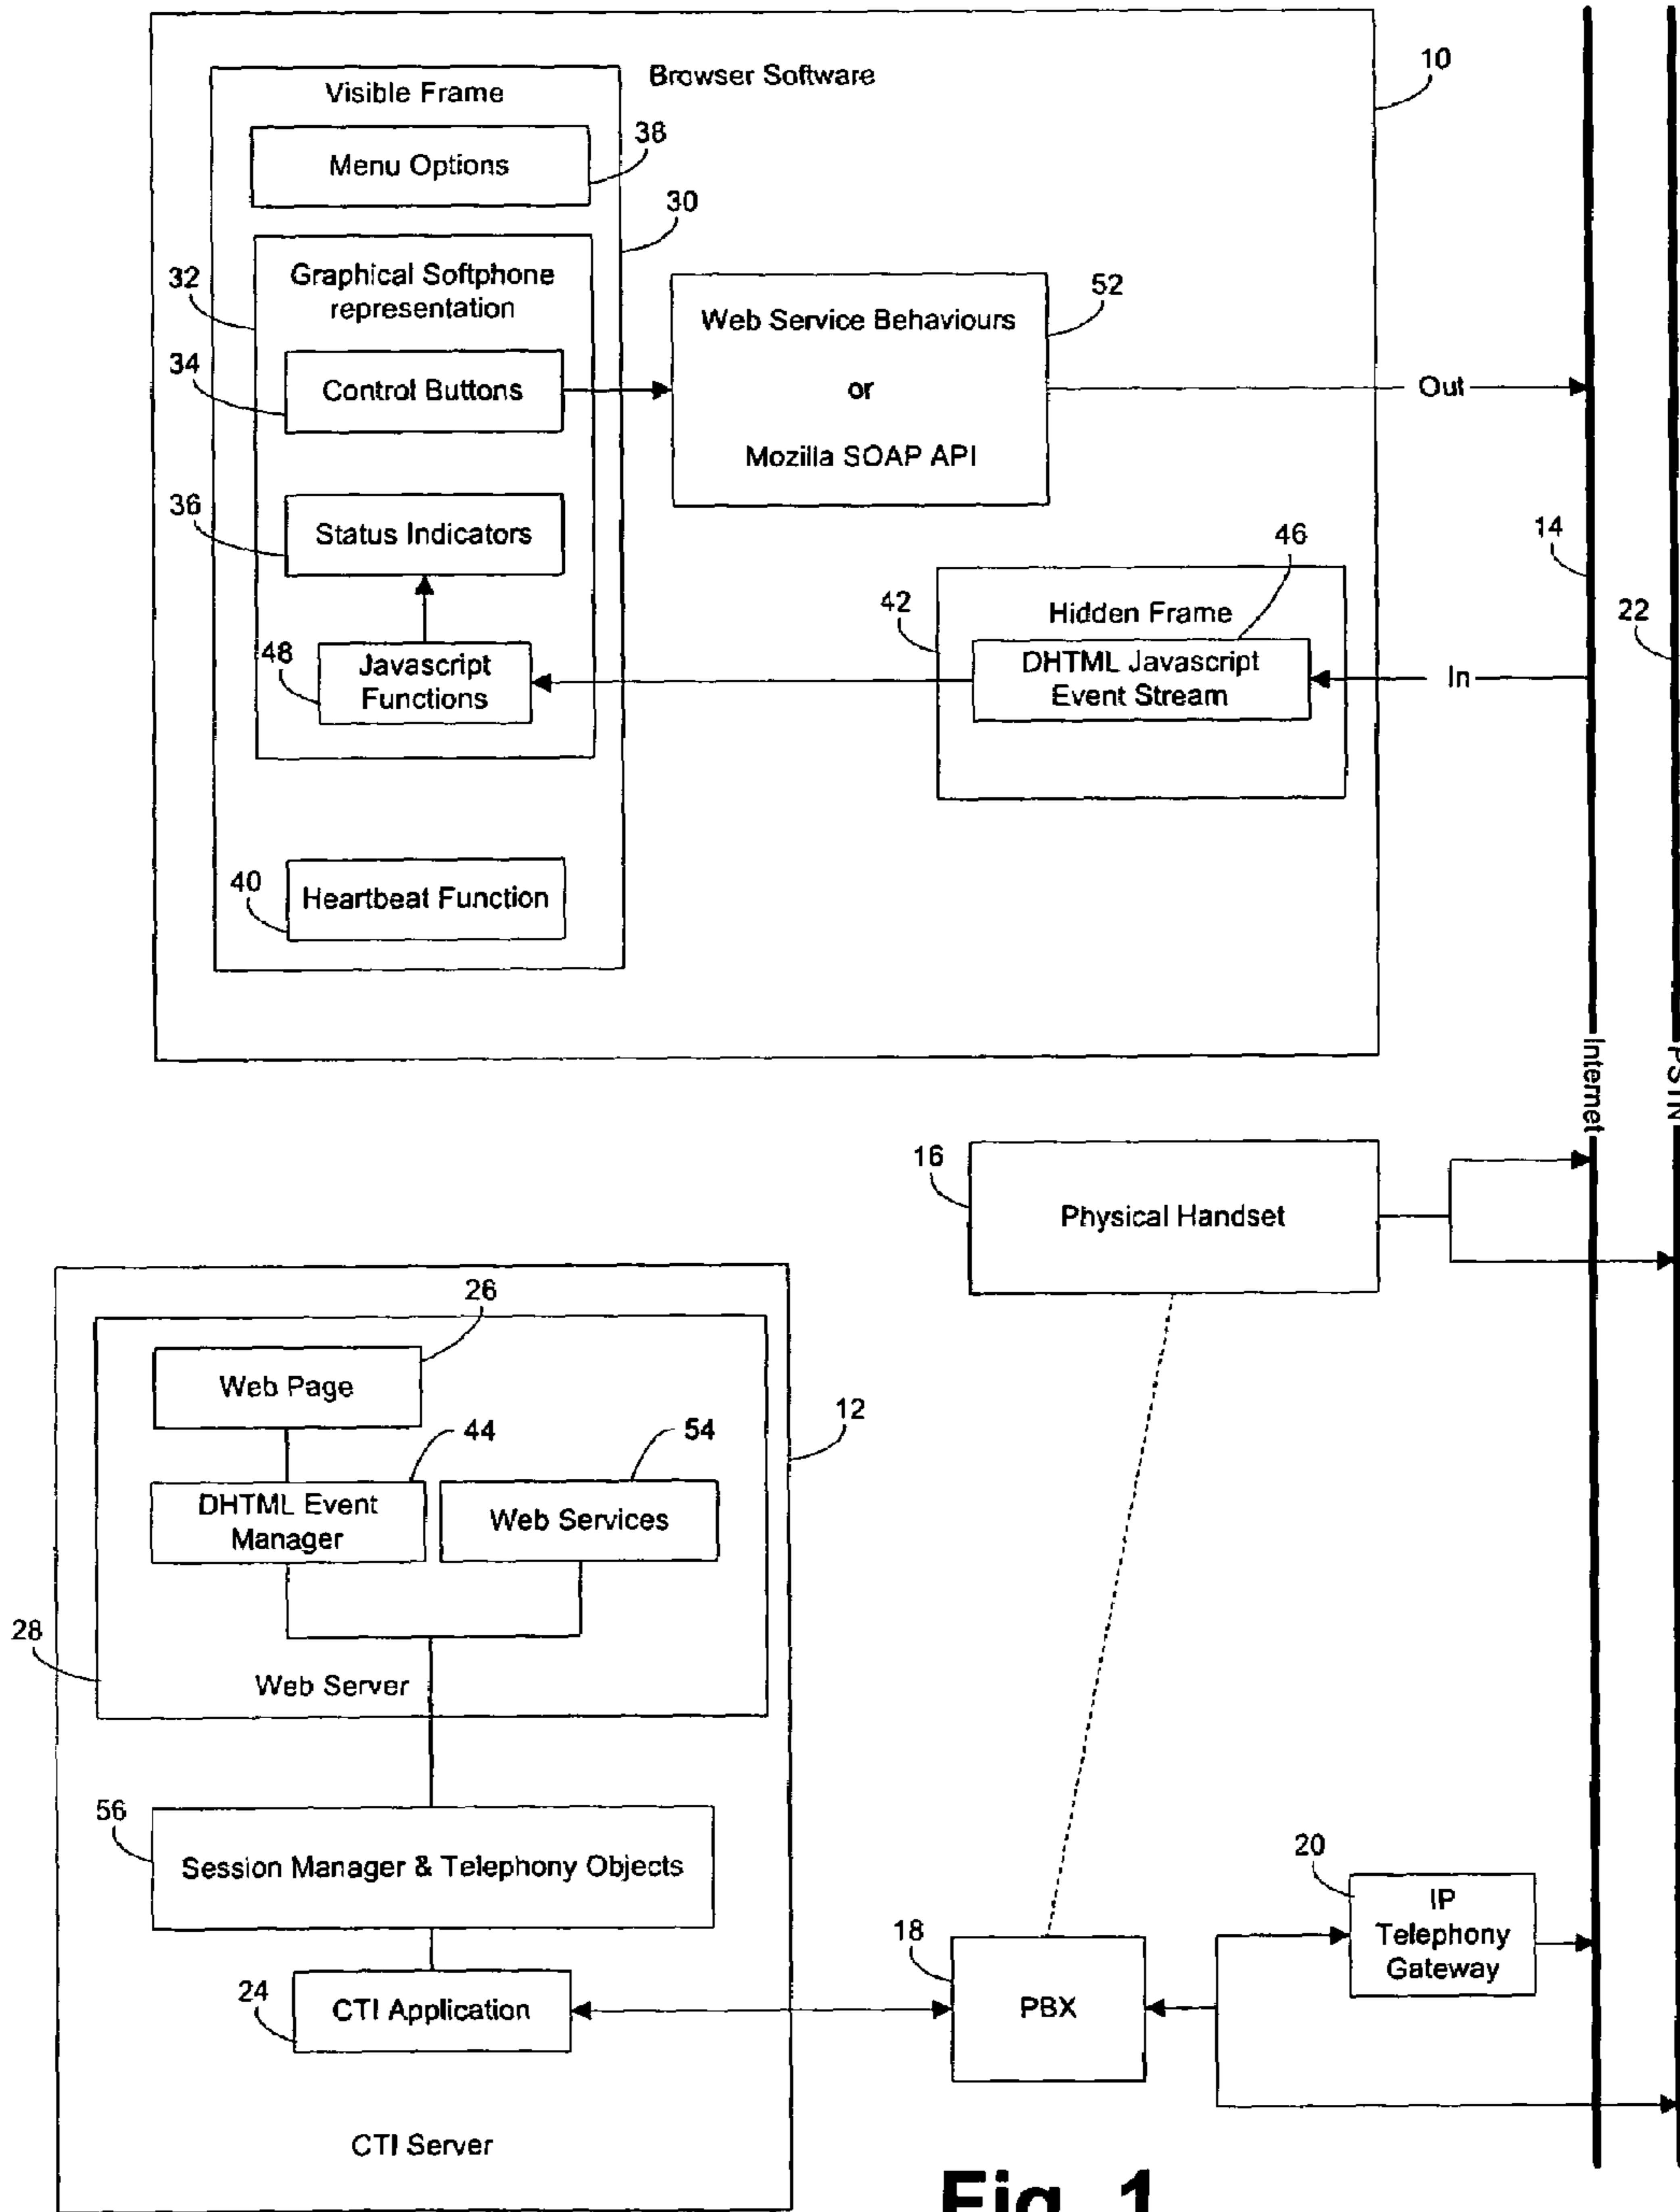 Browser Software
10
Visible Frame
Menu Options
38
30
32
Graphical Softphone
representation
34
Control Buttons
Web Service Behaviours
or
Mozilla SOAP API
52
Out
36
Status Indicators
14
46
42
Hidden Frame
22
48
Javascript
Functions
DHTML Javascript
Event Stream
In
40
Heartbeat Function
Internet
PSTN
16
Physical Handset
26
Web Page
12
44
54
DHTML Event
Manager
Web Services
28
Web Server
56
Session Manager & Telephony Objects
20
IP
Telephony
Gateway
18
PBX
24
CTI Application
CTI Server
Fig. 1